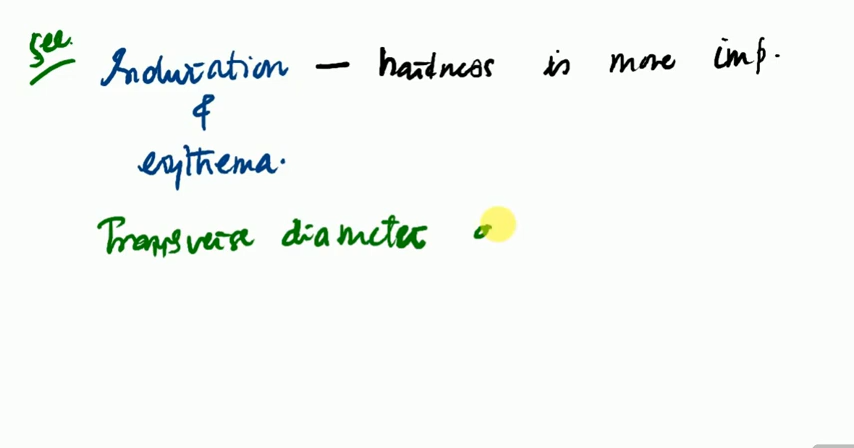 See.
Induration — hardness is more imp.
&
erythema.
Transverse diameter